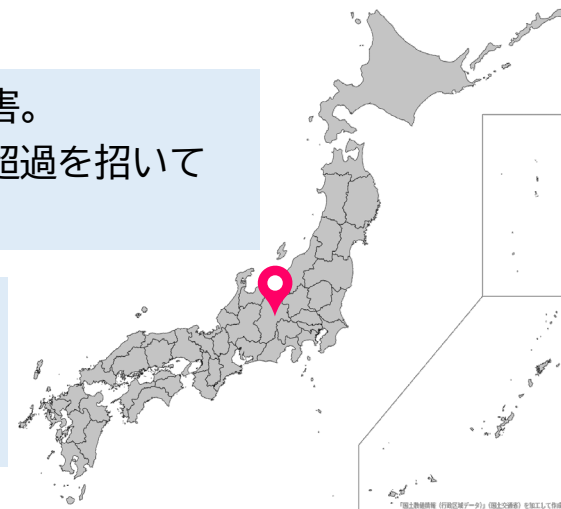 害。
超過を招いて
「国土数値情報（行政区域データ）」（国土交通省）を加工して作成